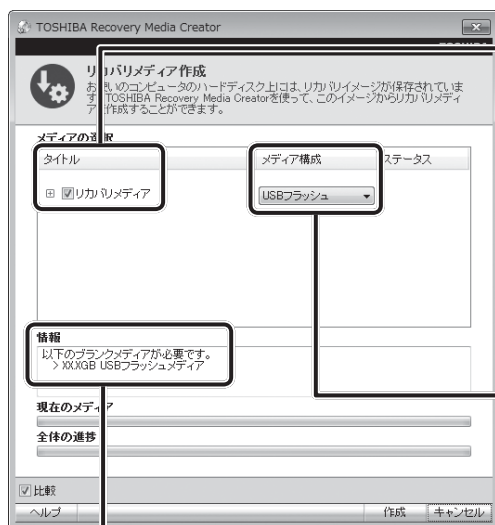 TOSHIBA Recovery Media Creator
リカバリメディア作成
お使いのコンピュータのハードディスク上には、リカバリイメージが保存されていま
す。TOSHIBA Recovery Media Creatorを使って、このイメージからリカバリメディ
アを作成することができます。
メディアの選択
タイトル メディア構成 ステータス
リカバリメディア USBフラッシュ
情報
以下のブランクメディアが必要です。
> XX.XGB USBフラッシュメディア
現在のメディア
全体の進捗
比較
ヘルプ 作成 キャンセル